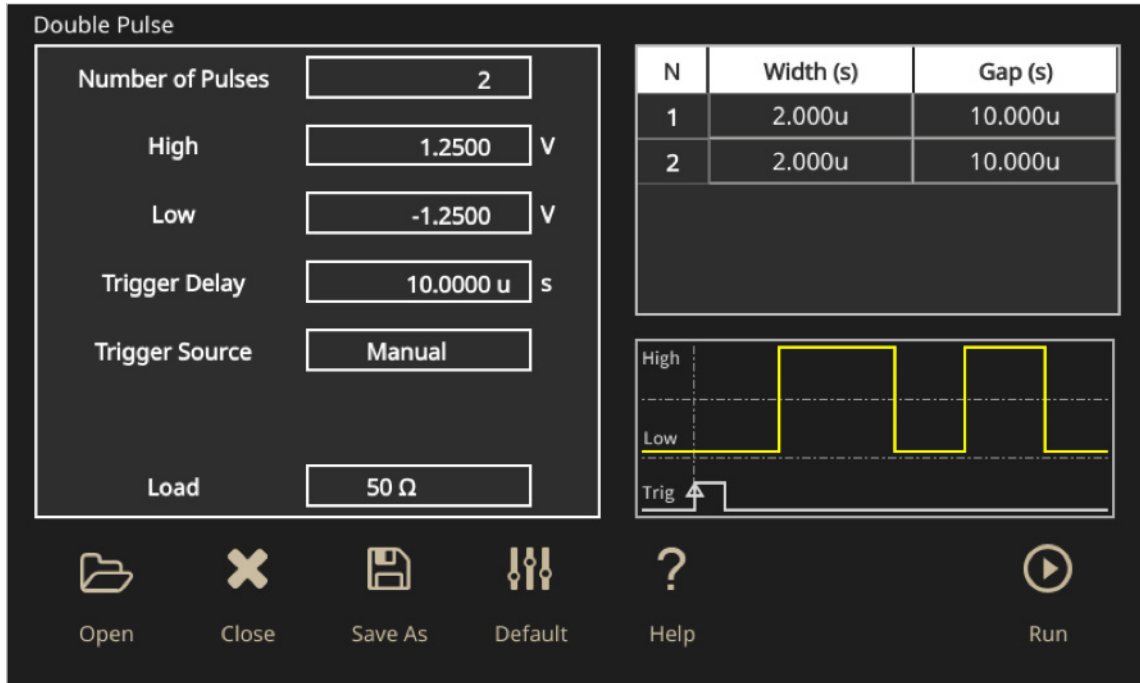 Double Pulse
Number of Pulses 2
High 1.2500 V
Low -1.2500 V
Trigger Delay 10.0000 u s
Trigger Source Manual
Load 50 Ω
N Width (s) Gap (s)
1 2.000u 10.000u
2 2.000u 10.000u
High
Low
Trig
Open Close Save As Default ? Help Run